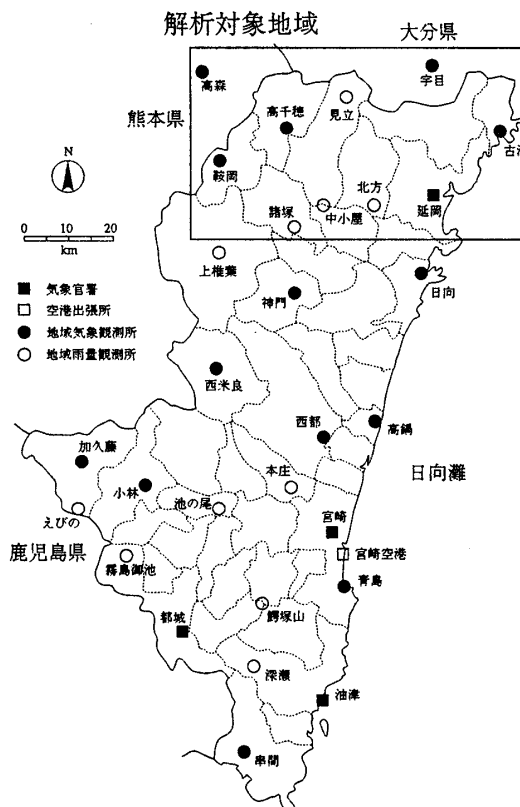 解析対象地域
大分県
高森
宇目
見立
高千穂
熊本県
古江
鞍岡
N
北方
延岡
諸塚
中小屋
20 0 20
km
上椎葉
日向
神門
気象官署
空港出張所
地域気象観測所
地域雨量観測所
西米良
西都
高鍋
加久藤
日向灘
本庄
小林
池の尾
えびの
宮崎
鹿児島県
宮崎空港
霧島御池
青島
鰐塚山
都城
深瀬
油津
串間